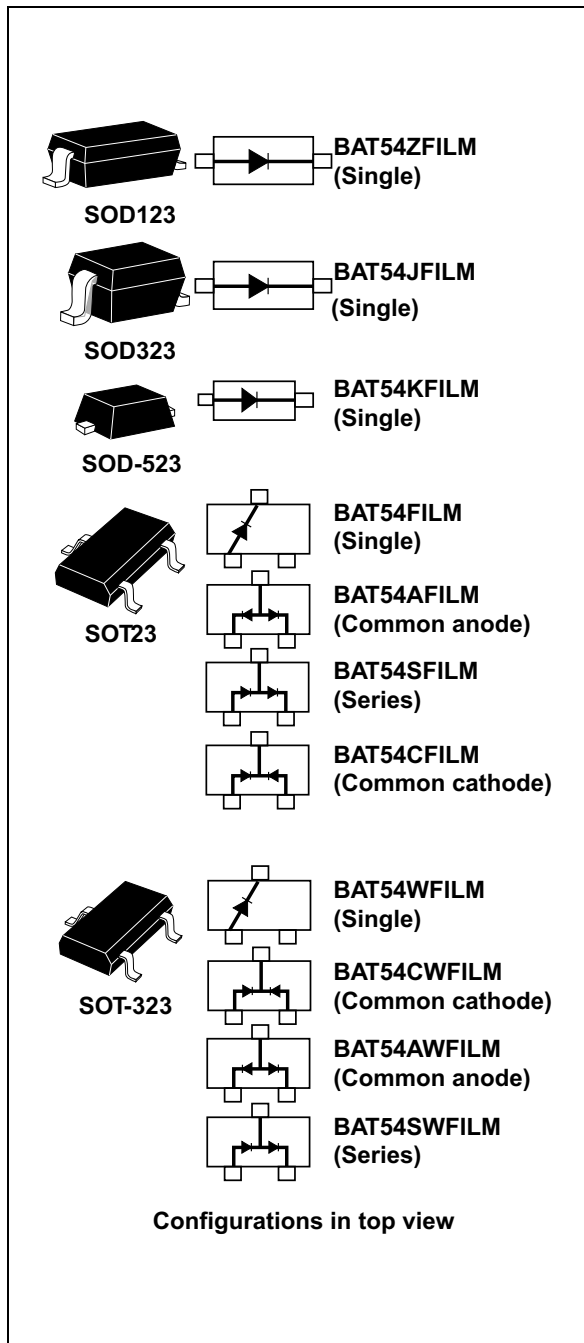 BAT54ZFILM
(Single)
SOD123
BAT54JFILM
(Single)
SOD323
BAT54KFILM
(Single)
SOD-523
BAT54FILM
(Single)
BAT54AFILM
(Common anode)
SOT23
BAT54SFILM
(Series)
BAT54CFILM
(Common cathode)
BAT54WFILM
(Single)
BAT54CWFILM
(Common cathode)
SOT-323
BAT54AWFILM
(Common anode)
BAT54SWFILM
(Series)
Configurations in top view